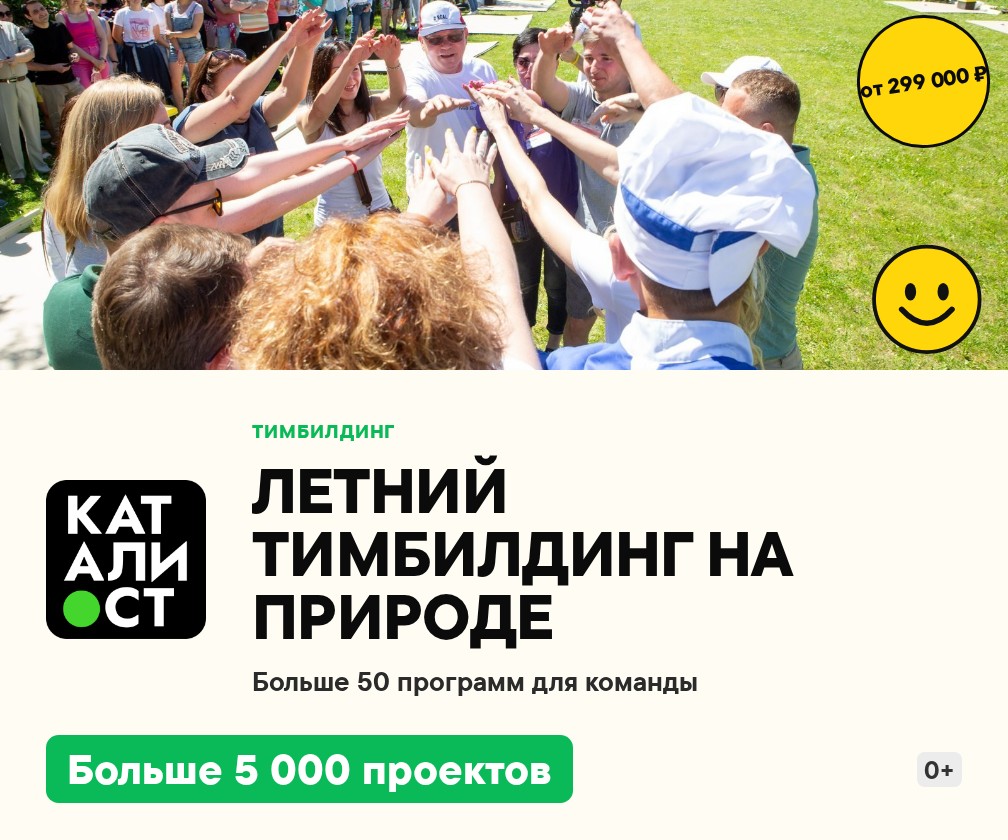 от 299 000 ₽
ТИМБИЛДИНГ
ЛЕТНИЙ
ТИМБИЛДИНГ НА
ПРИРОДЕ
КАТ
АЛИ
СТ
Больше 50 программ для команды
Больше 5 000 проектов
0+